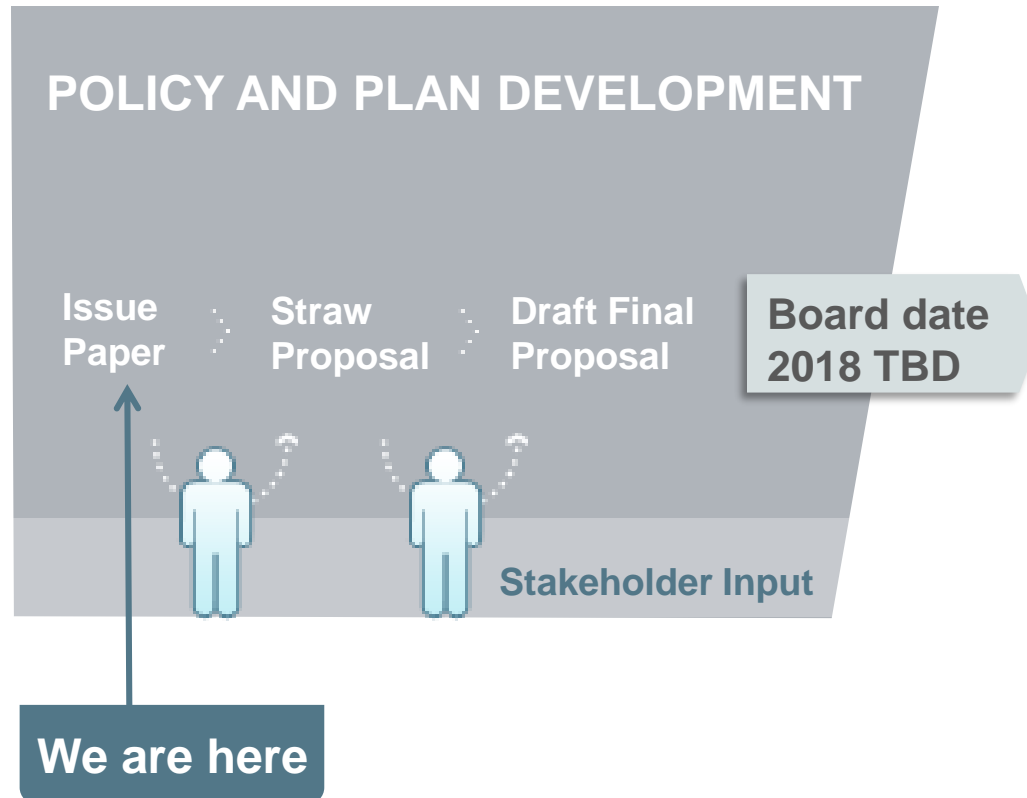 POLICY AND PLAN DEVELOPMENT
Issue
Paper
Straw
Proposal
Draft Final
Proposal
Board date
2018 TBD
Stakeholder Input
We are here